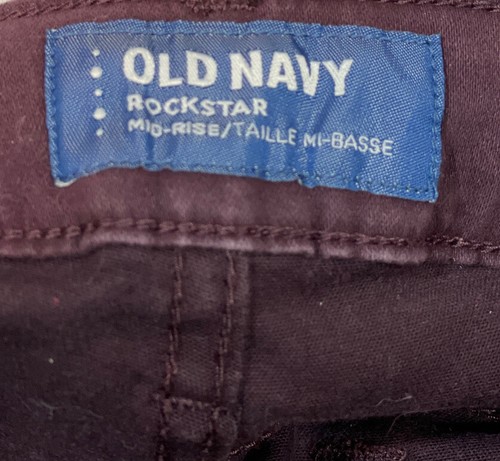 OLD NAVY
ROCKSTAR
MID-RISE/TAILLE MI-BASSE